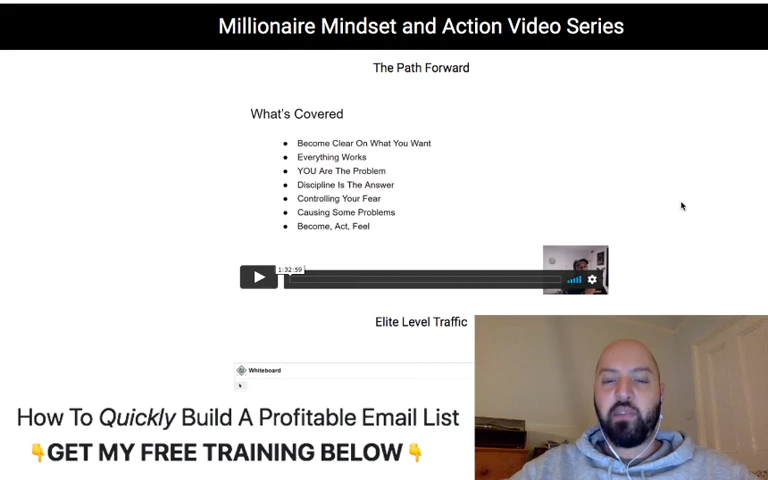 Millionaire Mindset and Action Video Series
The Path Forward
What's Covered
● Become Clear On What You Want
● Everything Works
● YOU Are The Problem
● Discipline Is The Answer
● Controlling Your Fear
● Causing Some Problems
● Become, Act, Feel
1:32:59
Elite Level Traffic
Whiteboard
How To Quickly Build A Profitable Email List
👇GET MY FREE TRAINING BELOW👇